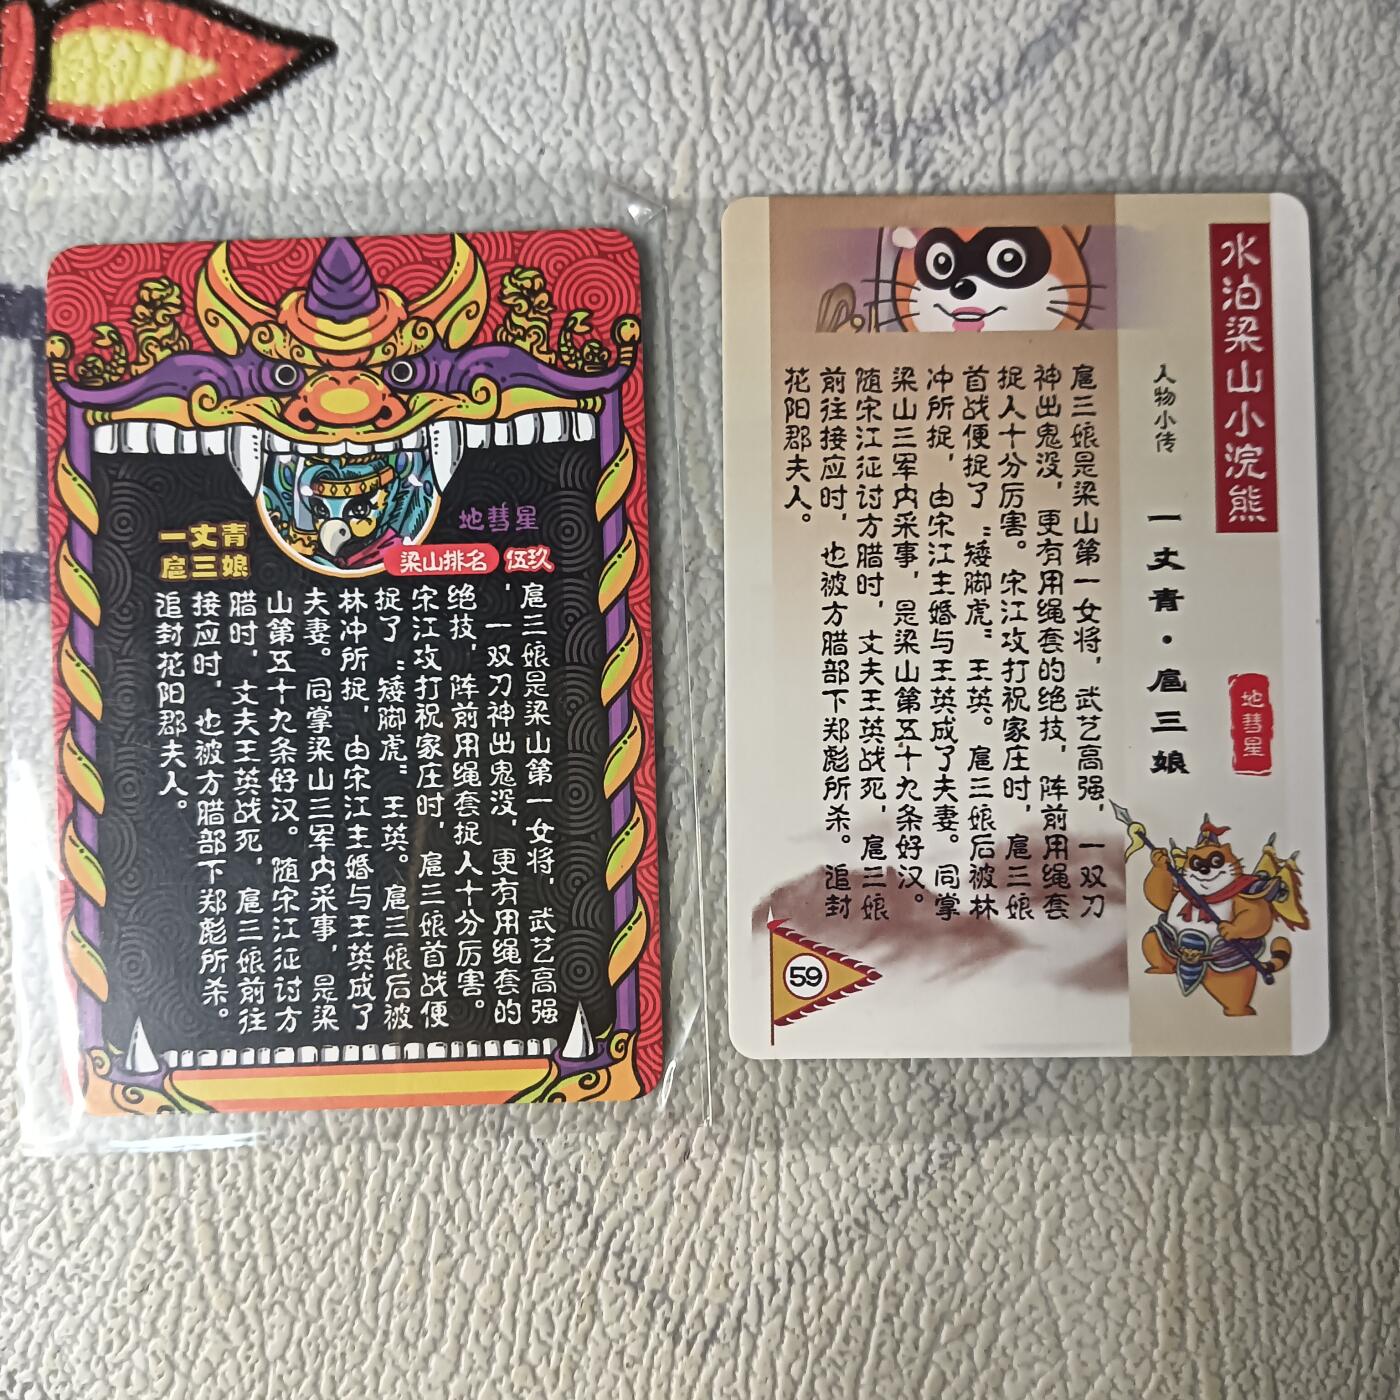 一丈青
扈三娘
地彗星
梁山排名 伍玖
扈三娘是梁山第一女将，武艺高强
，一双刀神出鬼没，更有用绳套的
绝技，阵前用绳套捉人十分厉害。
宋江攻打祝家庄时，扈三娘首战便
捉了“矮脚虎”王英。扈三娘后被
林冲所捉，由宋江主婚与王英成了
夫妻。同掌梁山三军内采事，是梁
山第五十九条好汉。随宋江征讨方
腊时，丈夫王英战死，扈三娘前往
接应时，也被方腊部下郑彪所杀。
追封花阳郡夫人。
水泊梁山小浣熊
地彗星
人物小传
一丈青·扈三娘
扈三娘是梁山第一女将，武艺高强，一双刀
神出鬼没，更有用绳套的绝技，阵前用绳套
捉人十分厉害。宋江攻打祝家庄时，扈三娘
首战便捉了“矮脚虎”王英。扈三娘后被林
冲所捉，由宋江主婚与王英成了夫妻。同掌
梁山三军内采事，是梁山第五十九条好汉。
随宋江征讨方腊时，丈夫王英战死，扈三娘
前往接应时，也被方腊部下郑彪所杀。追封
花阳郡夫人。
59